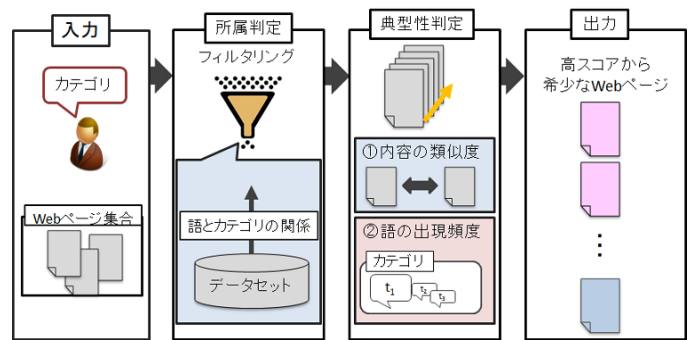 入力
カテゴリ
Webページ集合
所属判定
フィルタリング
語とカテゴリの関係
データセット
典型性判定
①内容の類似度
②語の出現頻度
カテゴリ
t1
t2
t3
出力
高スコアから
希少なWebページ
⋮